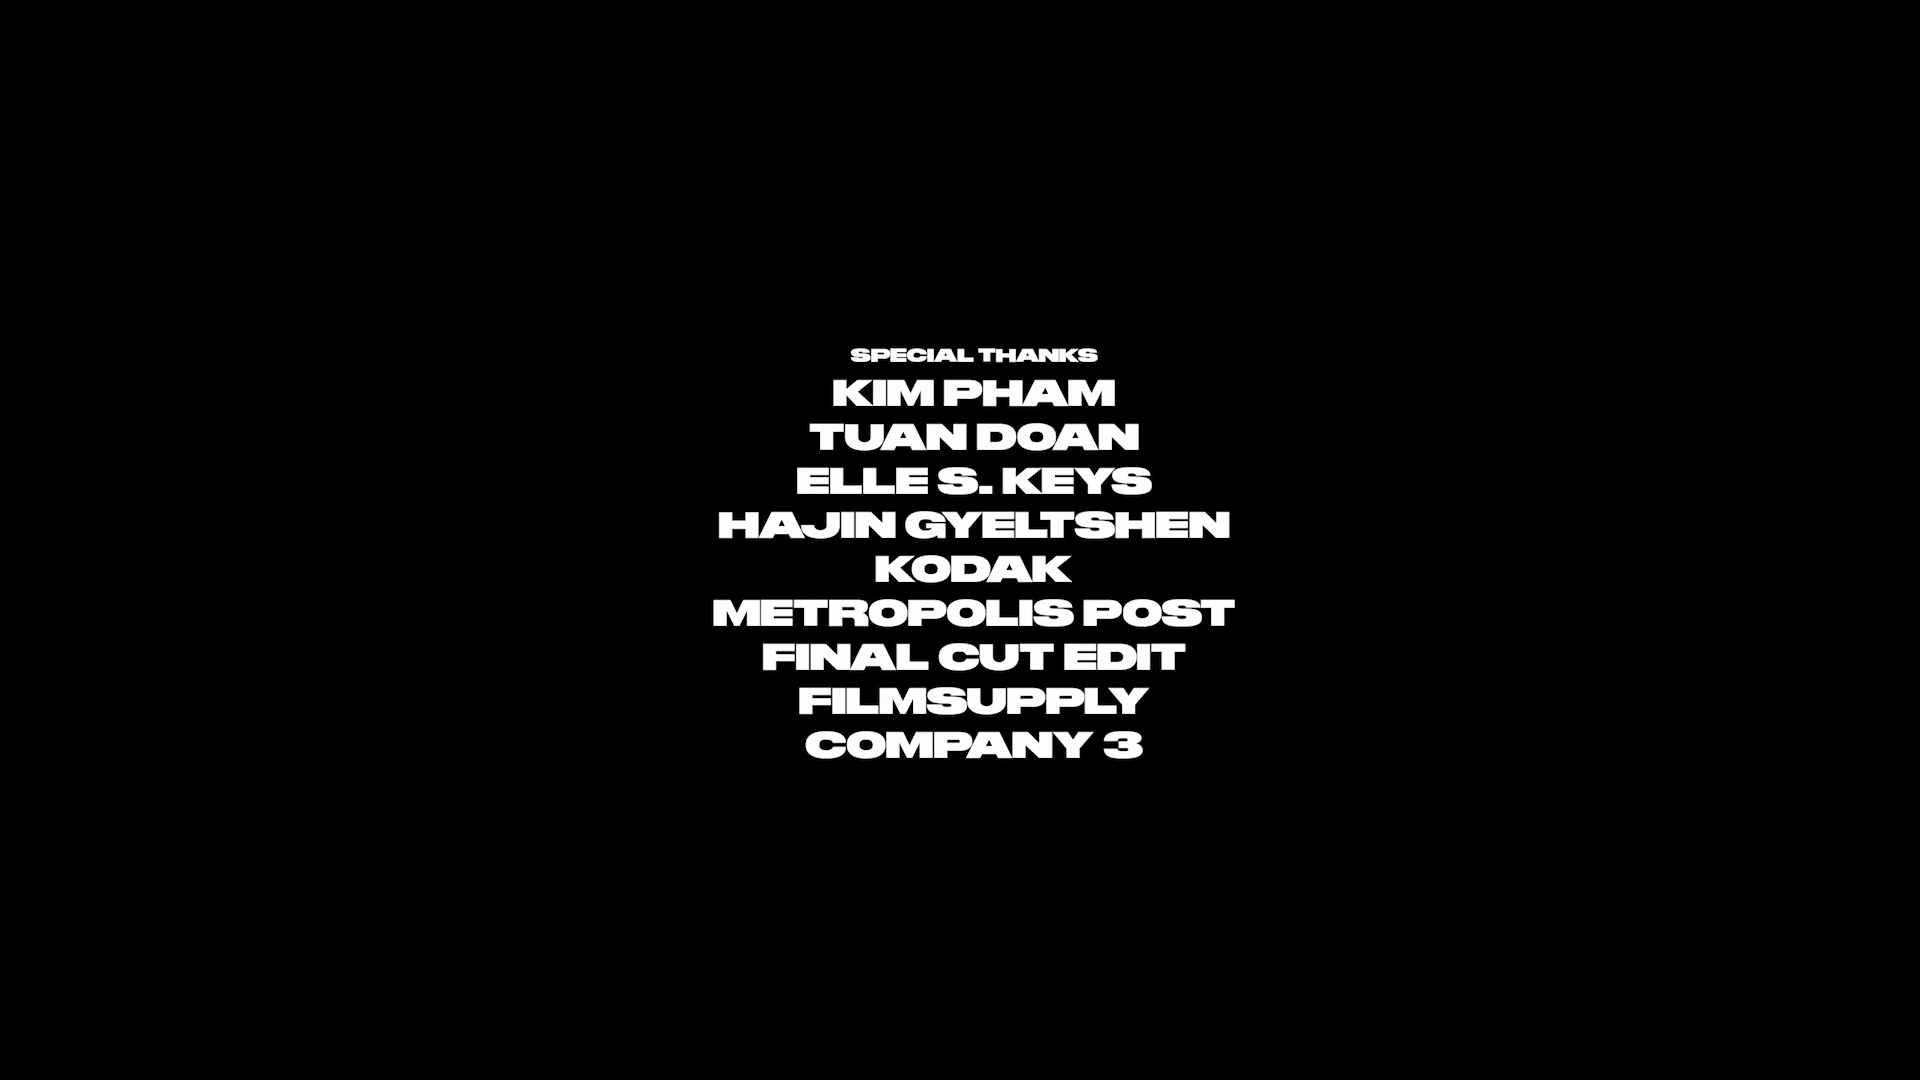 SPECIAL THANKS
KIM PHAM
TUAN DOAN
ELLE S. KEYS
HAJIN GYELTSHEN
KODAK
METROPOLIS POST
FINAL CUT EDIT
FILMSUPPLY
COMPANY 3